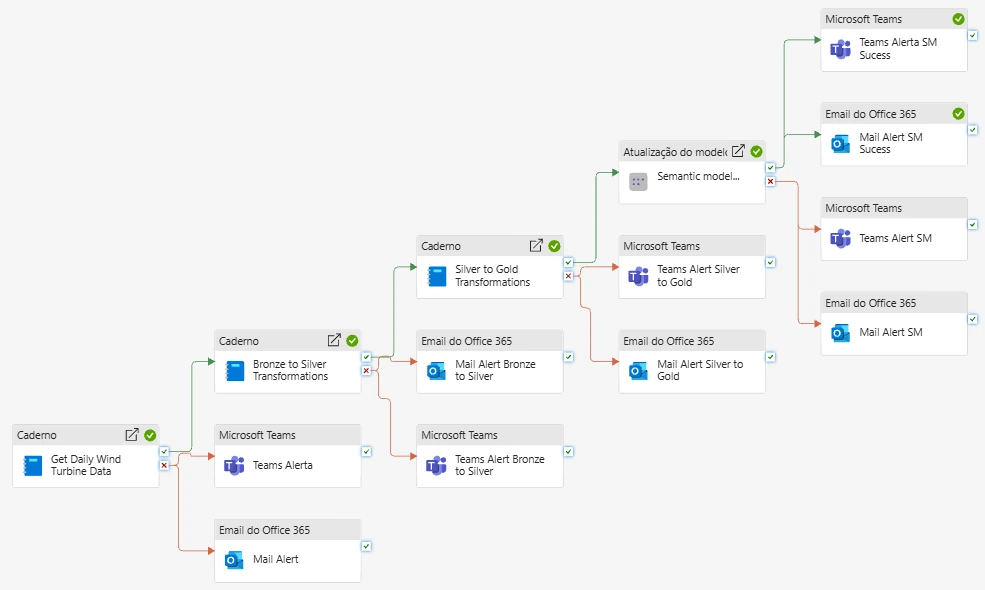 Microsoft Teams
Teams Alerta SM
Sucess
Email do Office 365
Mail Alert SM
Sucess
Atualização do modelo
Semantic model...
Microsoft Teams
Teams Alert SM
Caderno
Silver to Gold
Transformations
Microsoft Teams
Teams Alert Silver
to Gold
Email do Office 365
Mail Alert SM
Caderno
Bronze to Silver
Transformations
Email do Office 365
Mail Alert Bronze
to Silver
Email do Office 365
Mail Alert Silver to
Gold
Caderno
Get Daily Wind
Turbine Data
Microsoft Teams
Teams Alerta
Microsoft Teams
Teams Alert Bronze
to Silver
Email do Office 365
Mail Alert